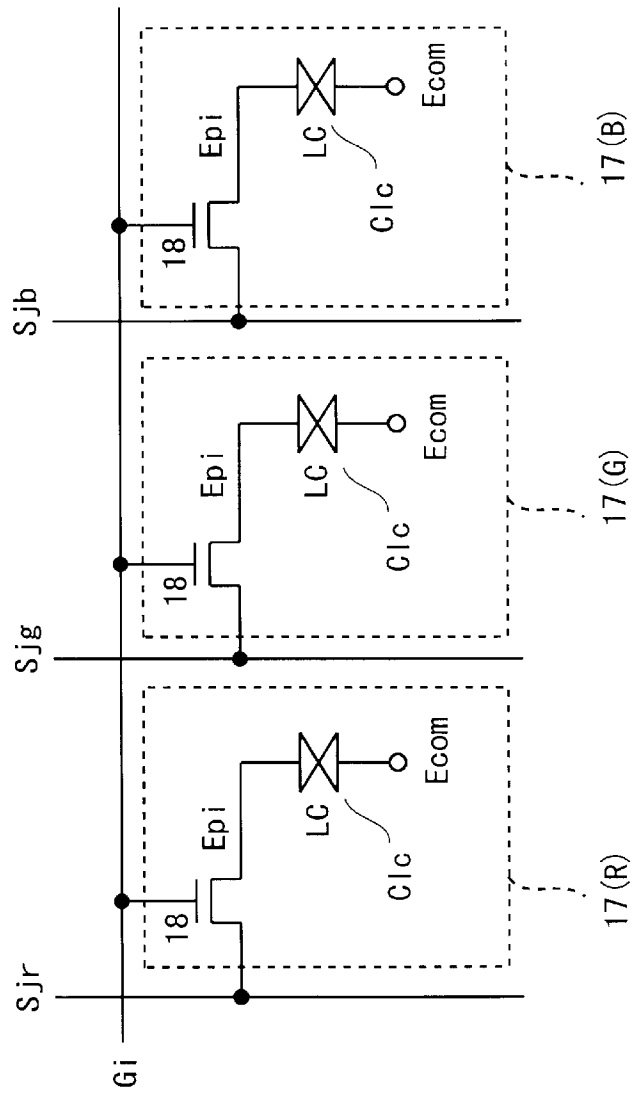 Sjr
Sjg
Sjb
Gi
18
Epi
LC
Clc
Ecom
17(R)
18
Epi
LC
Clc
Ecom
17(G)
18
Epi
LC
Clc
Ecom
17(B)